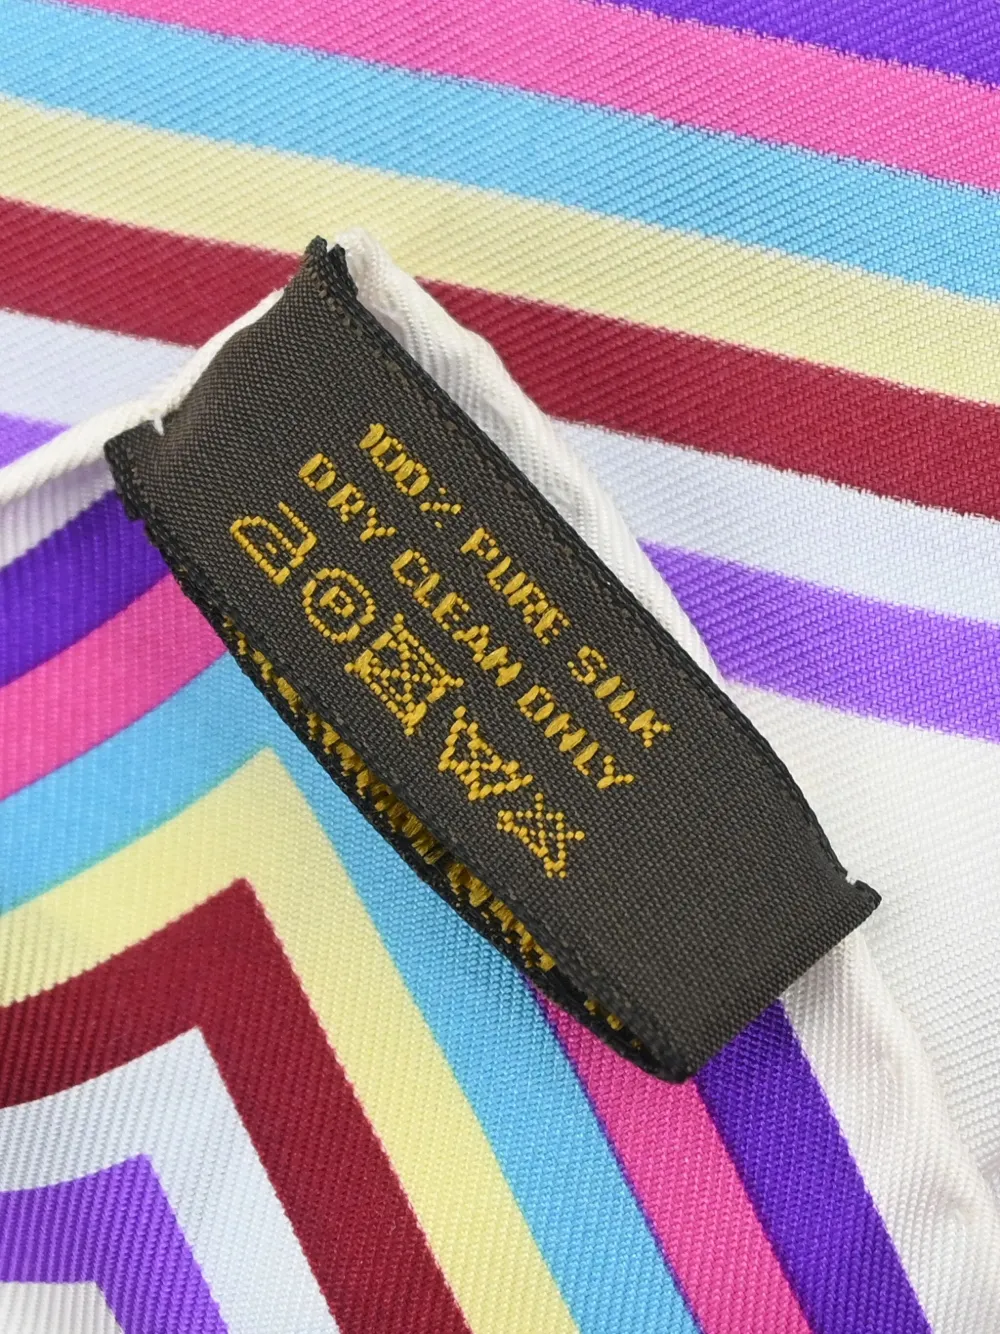 100% PURE SILK
DRY CLEAN ONLY
P